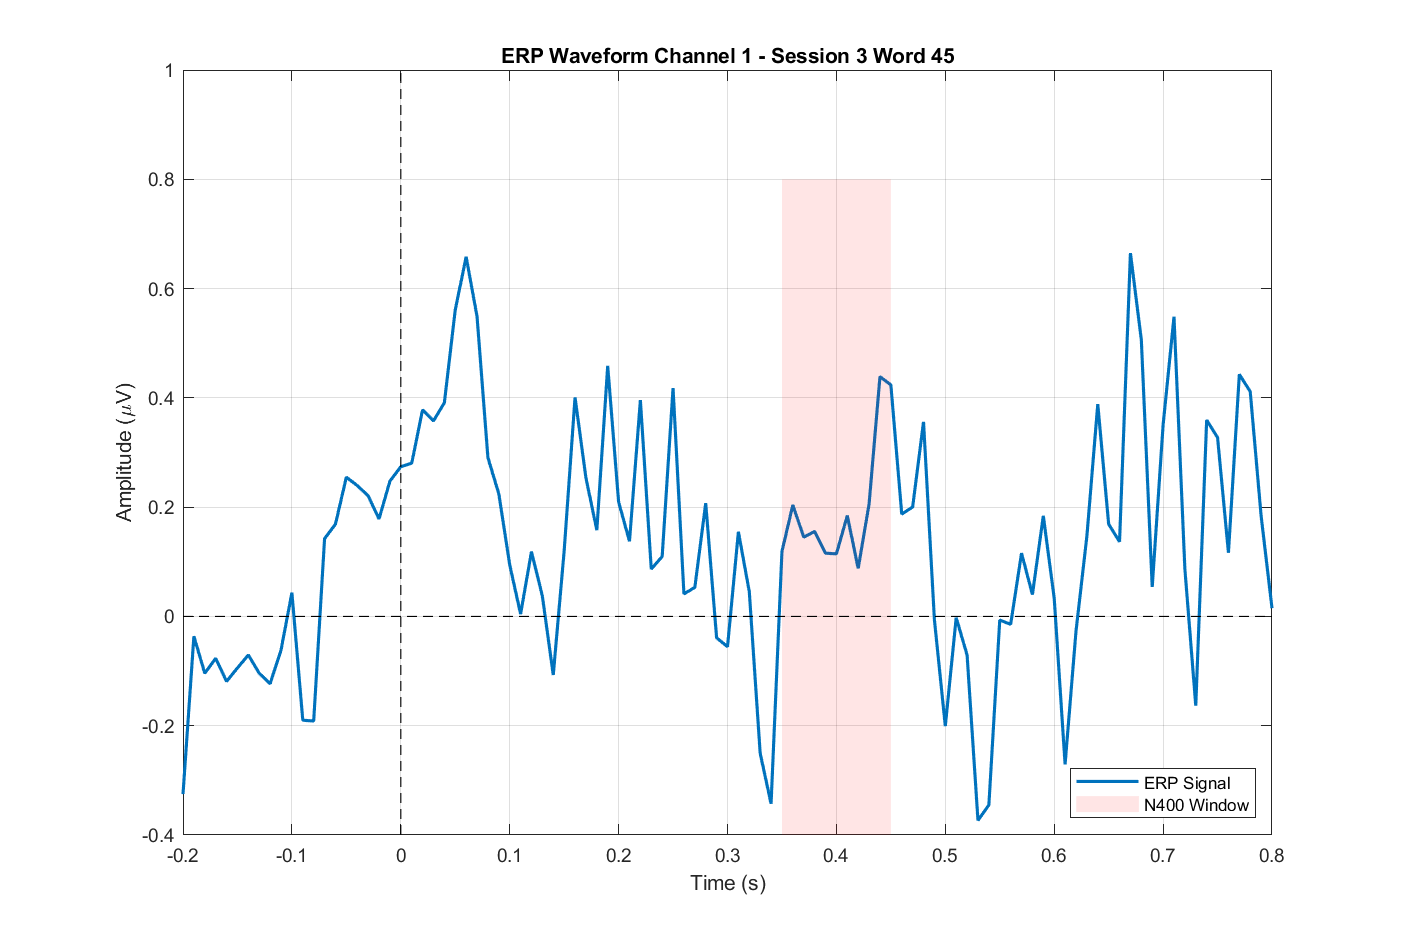 ERP Waveform Channel 1 - Session 3 Word 45
1
0.8
0.6
0.4
0.2
0
-0.2
-0.4
Amplitude (μV)
-0.2 -0.1 0 0.1 0.2 0.3 0.4 0.5 0.6 0.7 0.8
Time (s)
ERP Signal
N400 Window